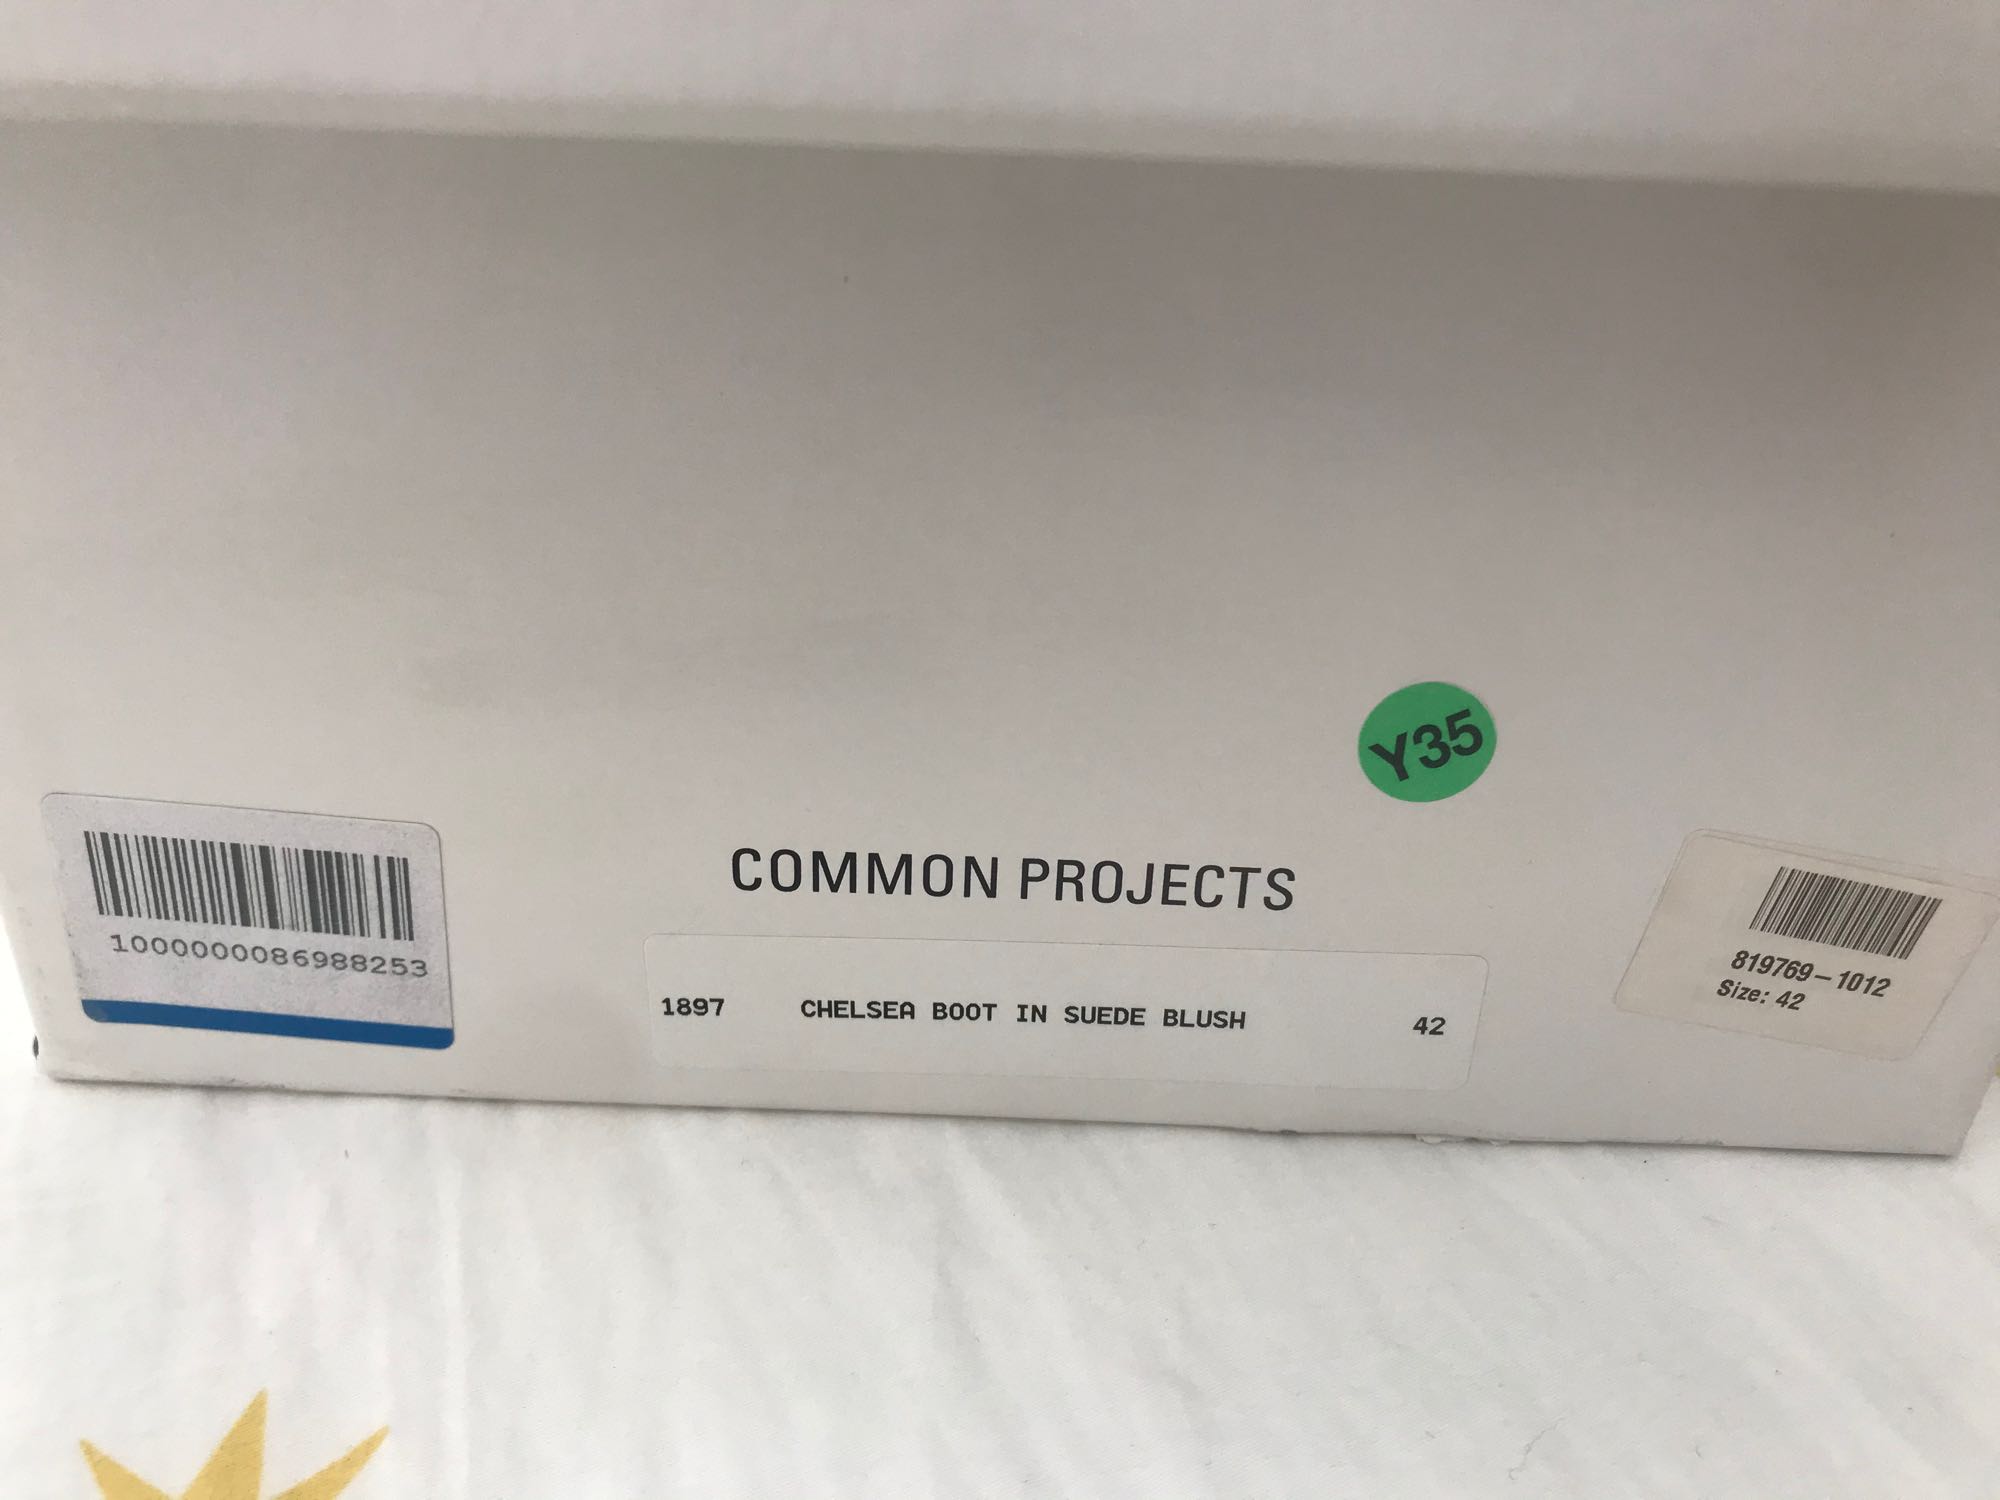 Y35
COMMON PROJECTS
1000000086988253
1897 CHELSEA BOOT IN SUEDE BLUSH 42
819769-1012
Size: 42